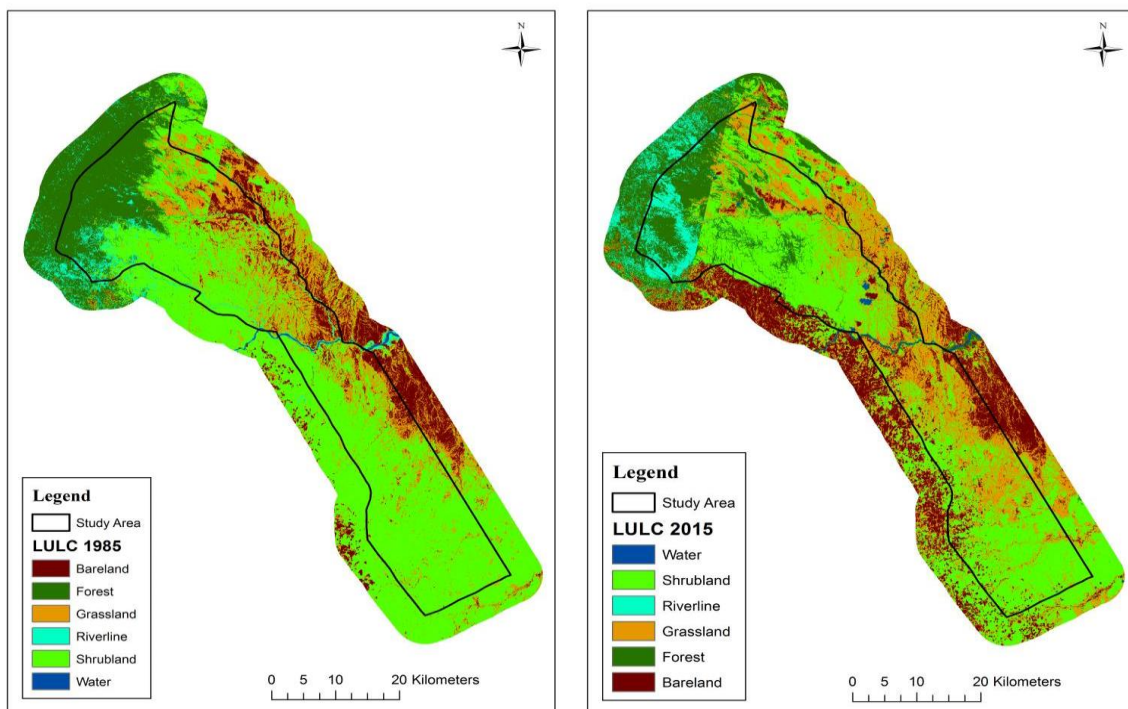 N
Legend
Study Area
LULC 1985
Bareland
Forest
Grassland
Riverline
Shrubland
Water
0 5 10 20 Kilometers
N
Legend
Study Area
LULC 2015
Water
Shrubland
Riverline
Grassland
Forest
Bareland
0 5 10 20 Kilometers